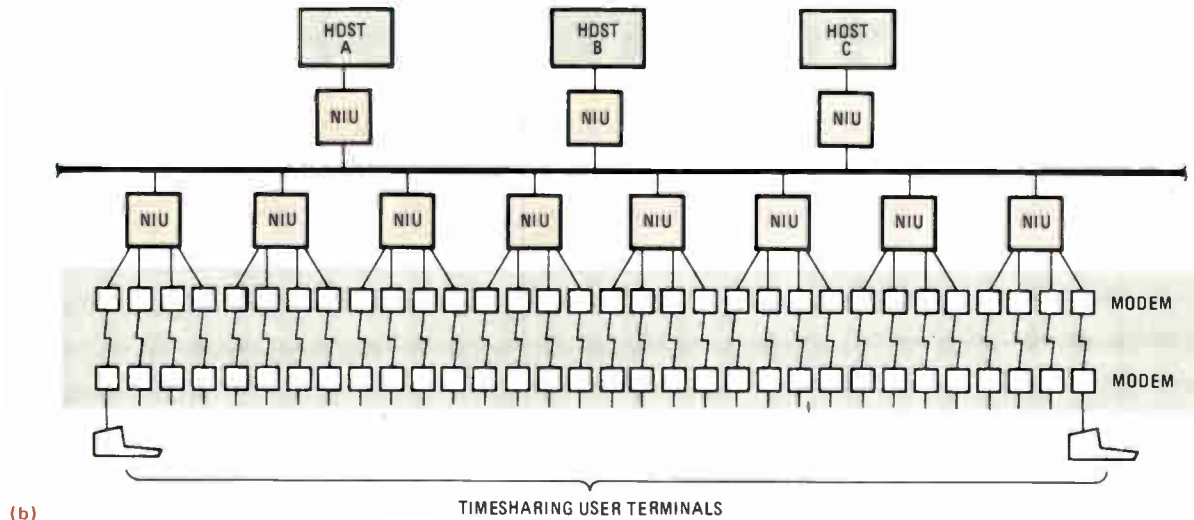 HOST A
HOST B
HOST C
NIU
NIU
NIU
NIU
NIU
NIU
NIU
NIU
NIU
NIU
NIU
MODEM
MODEM
TIMESHARING USER TERMINALS
(b)